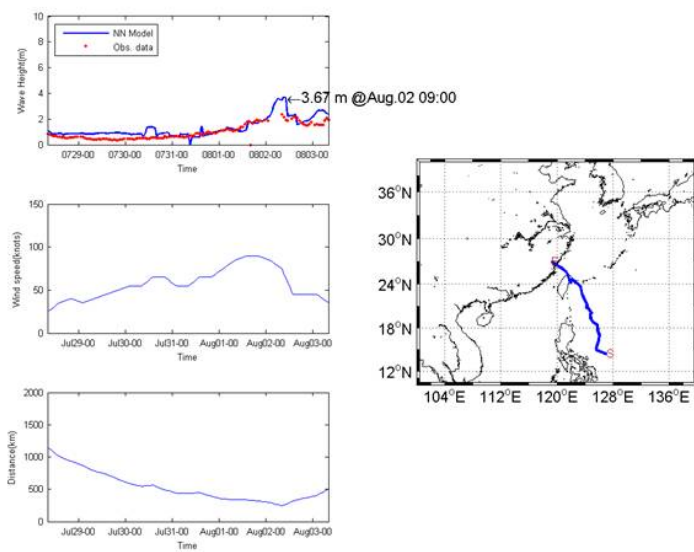 10
8
6
4
2
0
Wave Height(m)
NN Model
Obs. data
3.67 m @Aug.02 09:00
0729-00 0730-00 0731-00 0801-00 0802-00 0803-00
Time
150
100
50
0
Wind speed(knots)
Jul29-00 Jul30-00 Jul31-00 Aug01-00 Aug02-00 Aug03-00
Time
2000
1500
1000
500
0
Distance(km)
Jul29-00 Jul30-00 Jul31-00 Aug01-00 Aug02-00 Aug03-00
Time
36°N
30°N
24°N
18°N
12°N
S
104°E 112°E 120°E 128°E 136°E